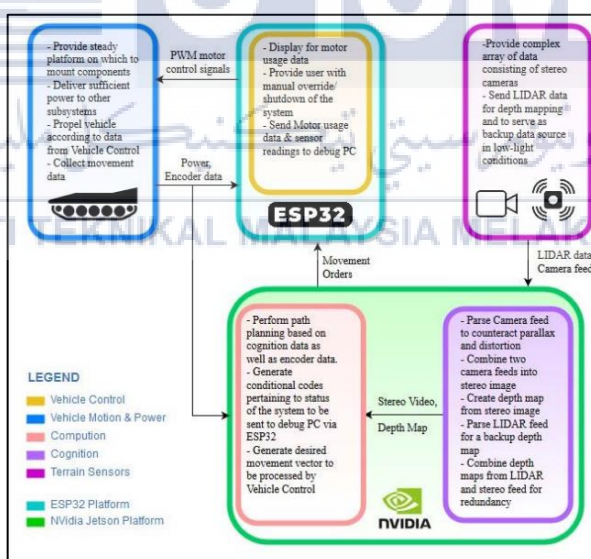 - Provide steady
platform on which to
mount components
- Deliver sufficient
power to other
subsystems
- Propel vehicle
according to data
from Vehicle Control
- Collect movement
data
PWM motor
control signals
Power,
Encoder data
- Display for motor
usage data
- Provide user with
manual override/
shutdown of the
system
- Send Motor usage
data & sensor
readings to debug PC
ESP32
-Provide complex
array of data
consisting of stereo
cameras
- Send LIDAR data
for depth mapping
and to serve as
backup data source
in low-light
conditions
TEKNIKAL MALAYSIA MELAK
Movement
Orders
LIDAR data
Camera feed
- Perform path
planning based on
cognition data as
well as encoder data.
- Generate
conditional codes
pertaining to status
of the system to be
sent to debug PC via
ESP32
- Generate desired
movement vector to
be processed by
Vehicle Control
Stereo Video,
Depth Map
- Parse Camera feed
to counteract parallax
and distortion
- Combine two
camera feeds into
stereo image
- Create depth map
from stereo image
- Parse LIDAR feed
for a backup depth
map
- Combine depth
maps from LIDAR
and stereo feed for
redundancy
NVIDIA
LEGEND
Vehicle Control
Vehicle Motion & Power
Compution
Cognition
Terrain Sensors
ESP32 Platform
NVidia Jetson Platform